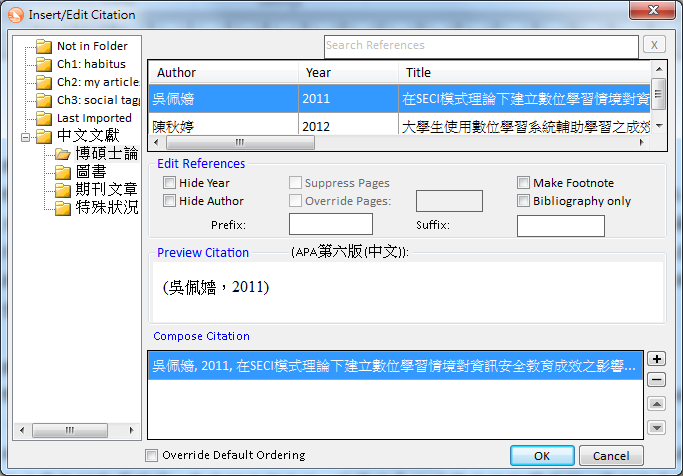 Insert/Edit Citation
Search References
X
Not in Folder
Ch1: habitus
Ch2: my article
Ch3: social tag
Last Imported
中文文獻
博碩士論
圖書
期刊文章
特殊狀況
Author Year Title
吳佩嬙 2011 在SECI模式理論下建立數位學習情境對資
陳秋婷 2012 大學生使用數位學習系統輔助學習之成效
Edit References
Hide Year Suppress Pages Make Footnote
Hide Author Override Pages: Bibliography only
Prefix: Suffix:
Preview Citation (APA第六版(中文)):
(吳佩嬙，2011)
Compose Citation
吳佩嬙, 2011, 在SECI模式理論下建立數位學習情境對資訊安全教育成效之影響...
Override Default Ordering
OK Cancel